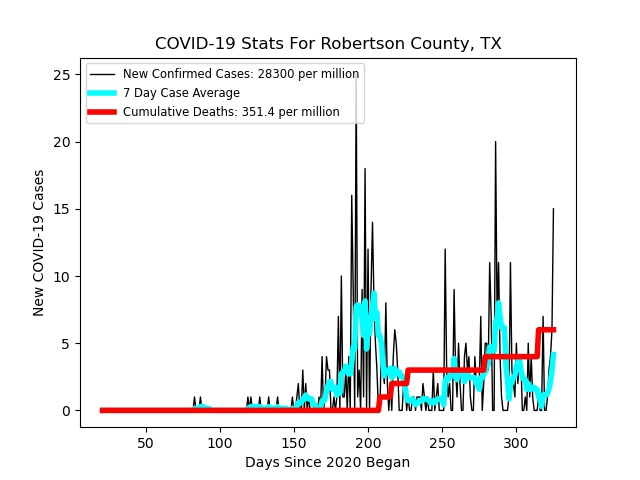 COVID-19 Stats For Robertson County, TX
New Confirmed Cases: 28300 per million
7 Day Case Average
Cumulative Deaths: 351.4 per million
New COVID-19 Cases
25
20
15
10
5
0
50 100 150 200 250 300
Days Since 2020 Began